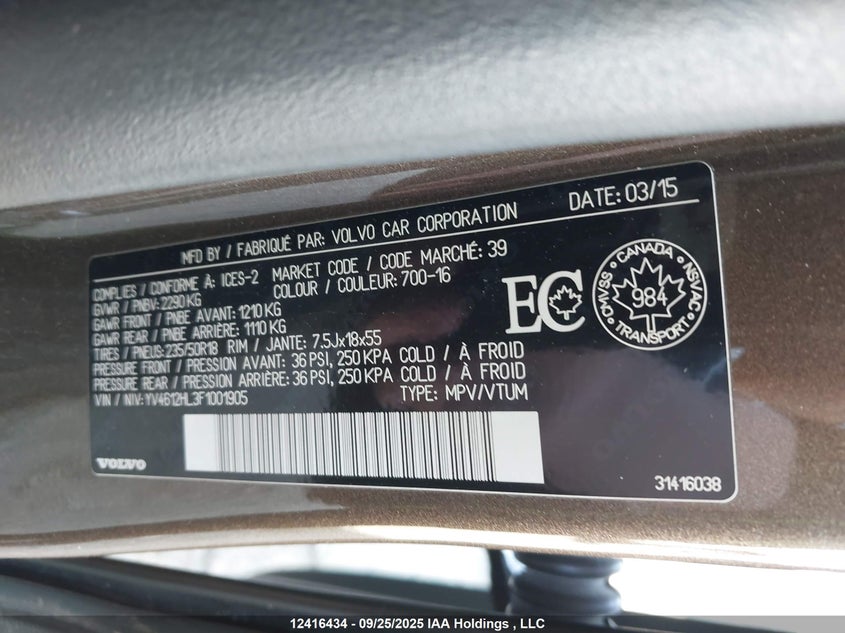 MFD BY / FABRIQUÉ PAR: VOLVO CAR CORPORATION
DATE: 03/15
COMPLIES / CONFORME À: ICES-2
MARKET CODE / CODE MARCHÉ: 39
GVWR / PNBV: 2290 KG
COLOUR / COULEUR: 700-16
GAWR FRONT / PNBE AVANT: 1210 KG
GAWR REAR / PNBE ARRIÈRE: 1110 KG
TIRES / PNEUS: 235/50R18 RIM / JANTE: 7.5Jx18x55
PRESSURE FRONT / PRESSION AVANT: 36 PSI, 250 KPA COLD / À FROID
PRESSURE REAR / PRESSION ARRIÈRE: 36 PSI, 250 KPA COLD / À FROID
VIN / NIV: YV4612HL3F1001905
TYPE: MPV/VTUM
EC
CANADA
CMVSS
NSVAC
984
TRANSPORT
VOLVO
31416038
12416434 - 09/25/2025 IAA Holdings , LLC